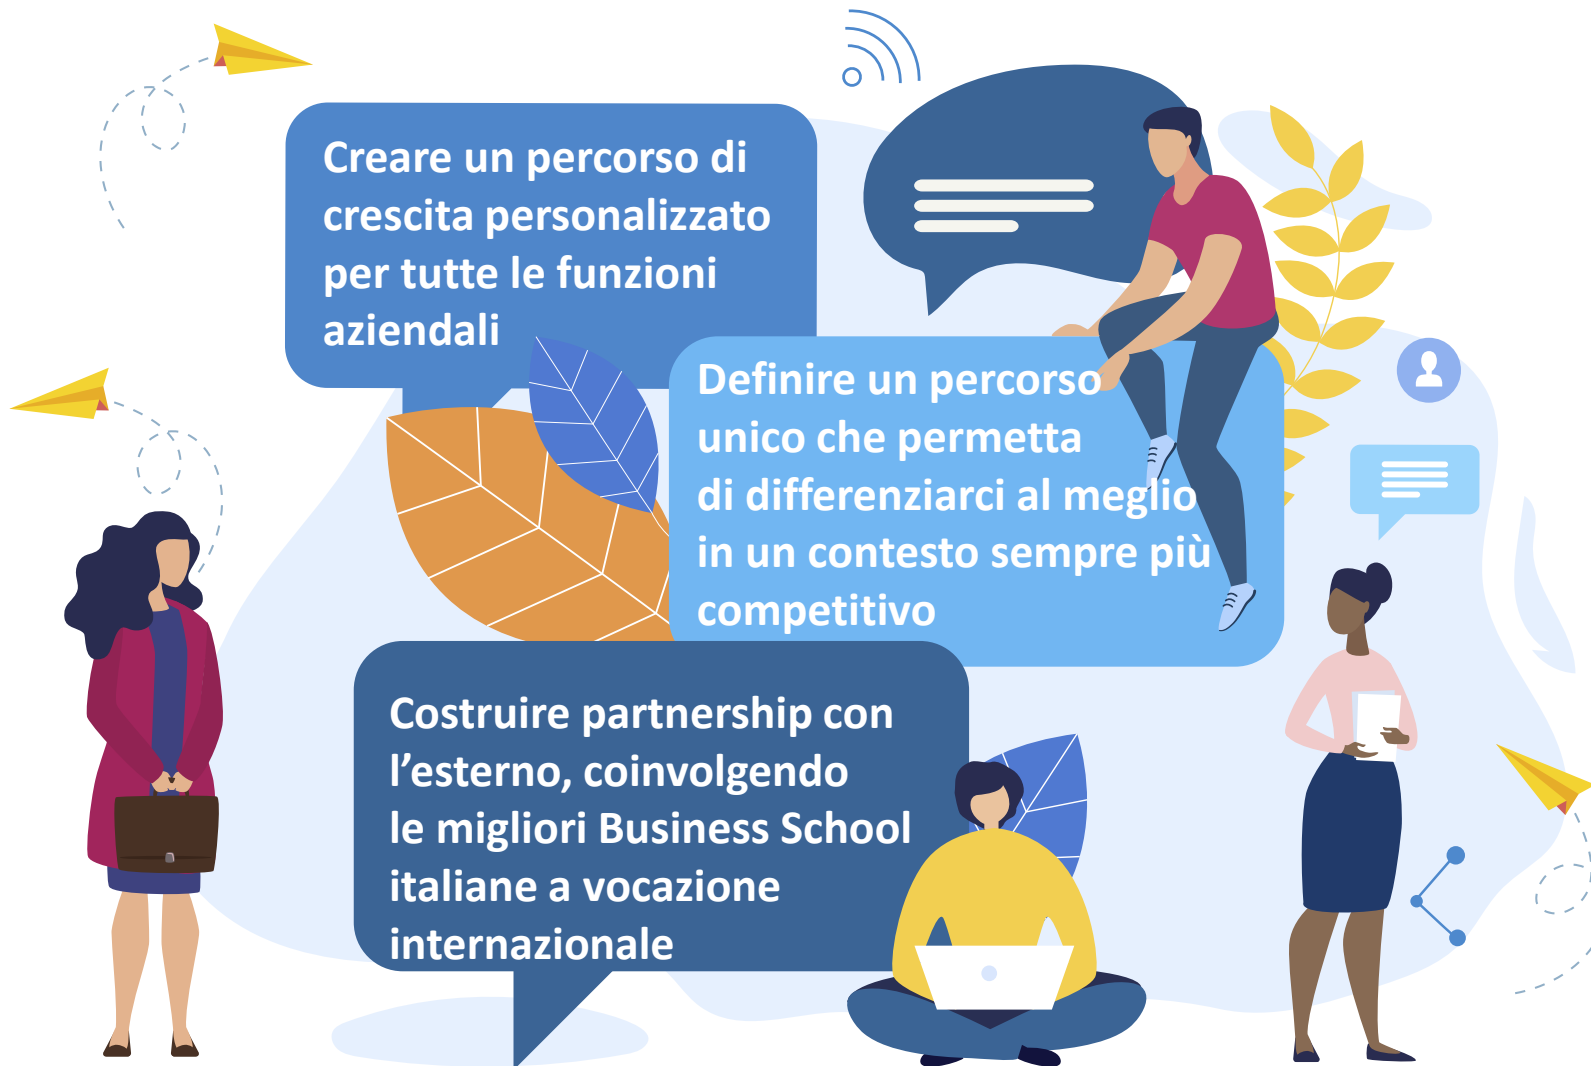 Creare un percorso di
crescita personalizzato
per tutte le funzioni
aziendali
Definire un percorso
unico che permetta
di differenziarci al meglio
in un contesto sempre più
competitivo
Costruire partnership con
l’esterno, coinvolgendo
le migliori Business School
italiane a vocazione
internazionale